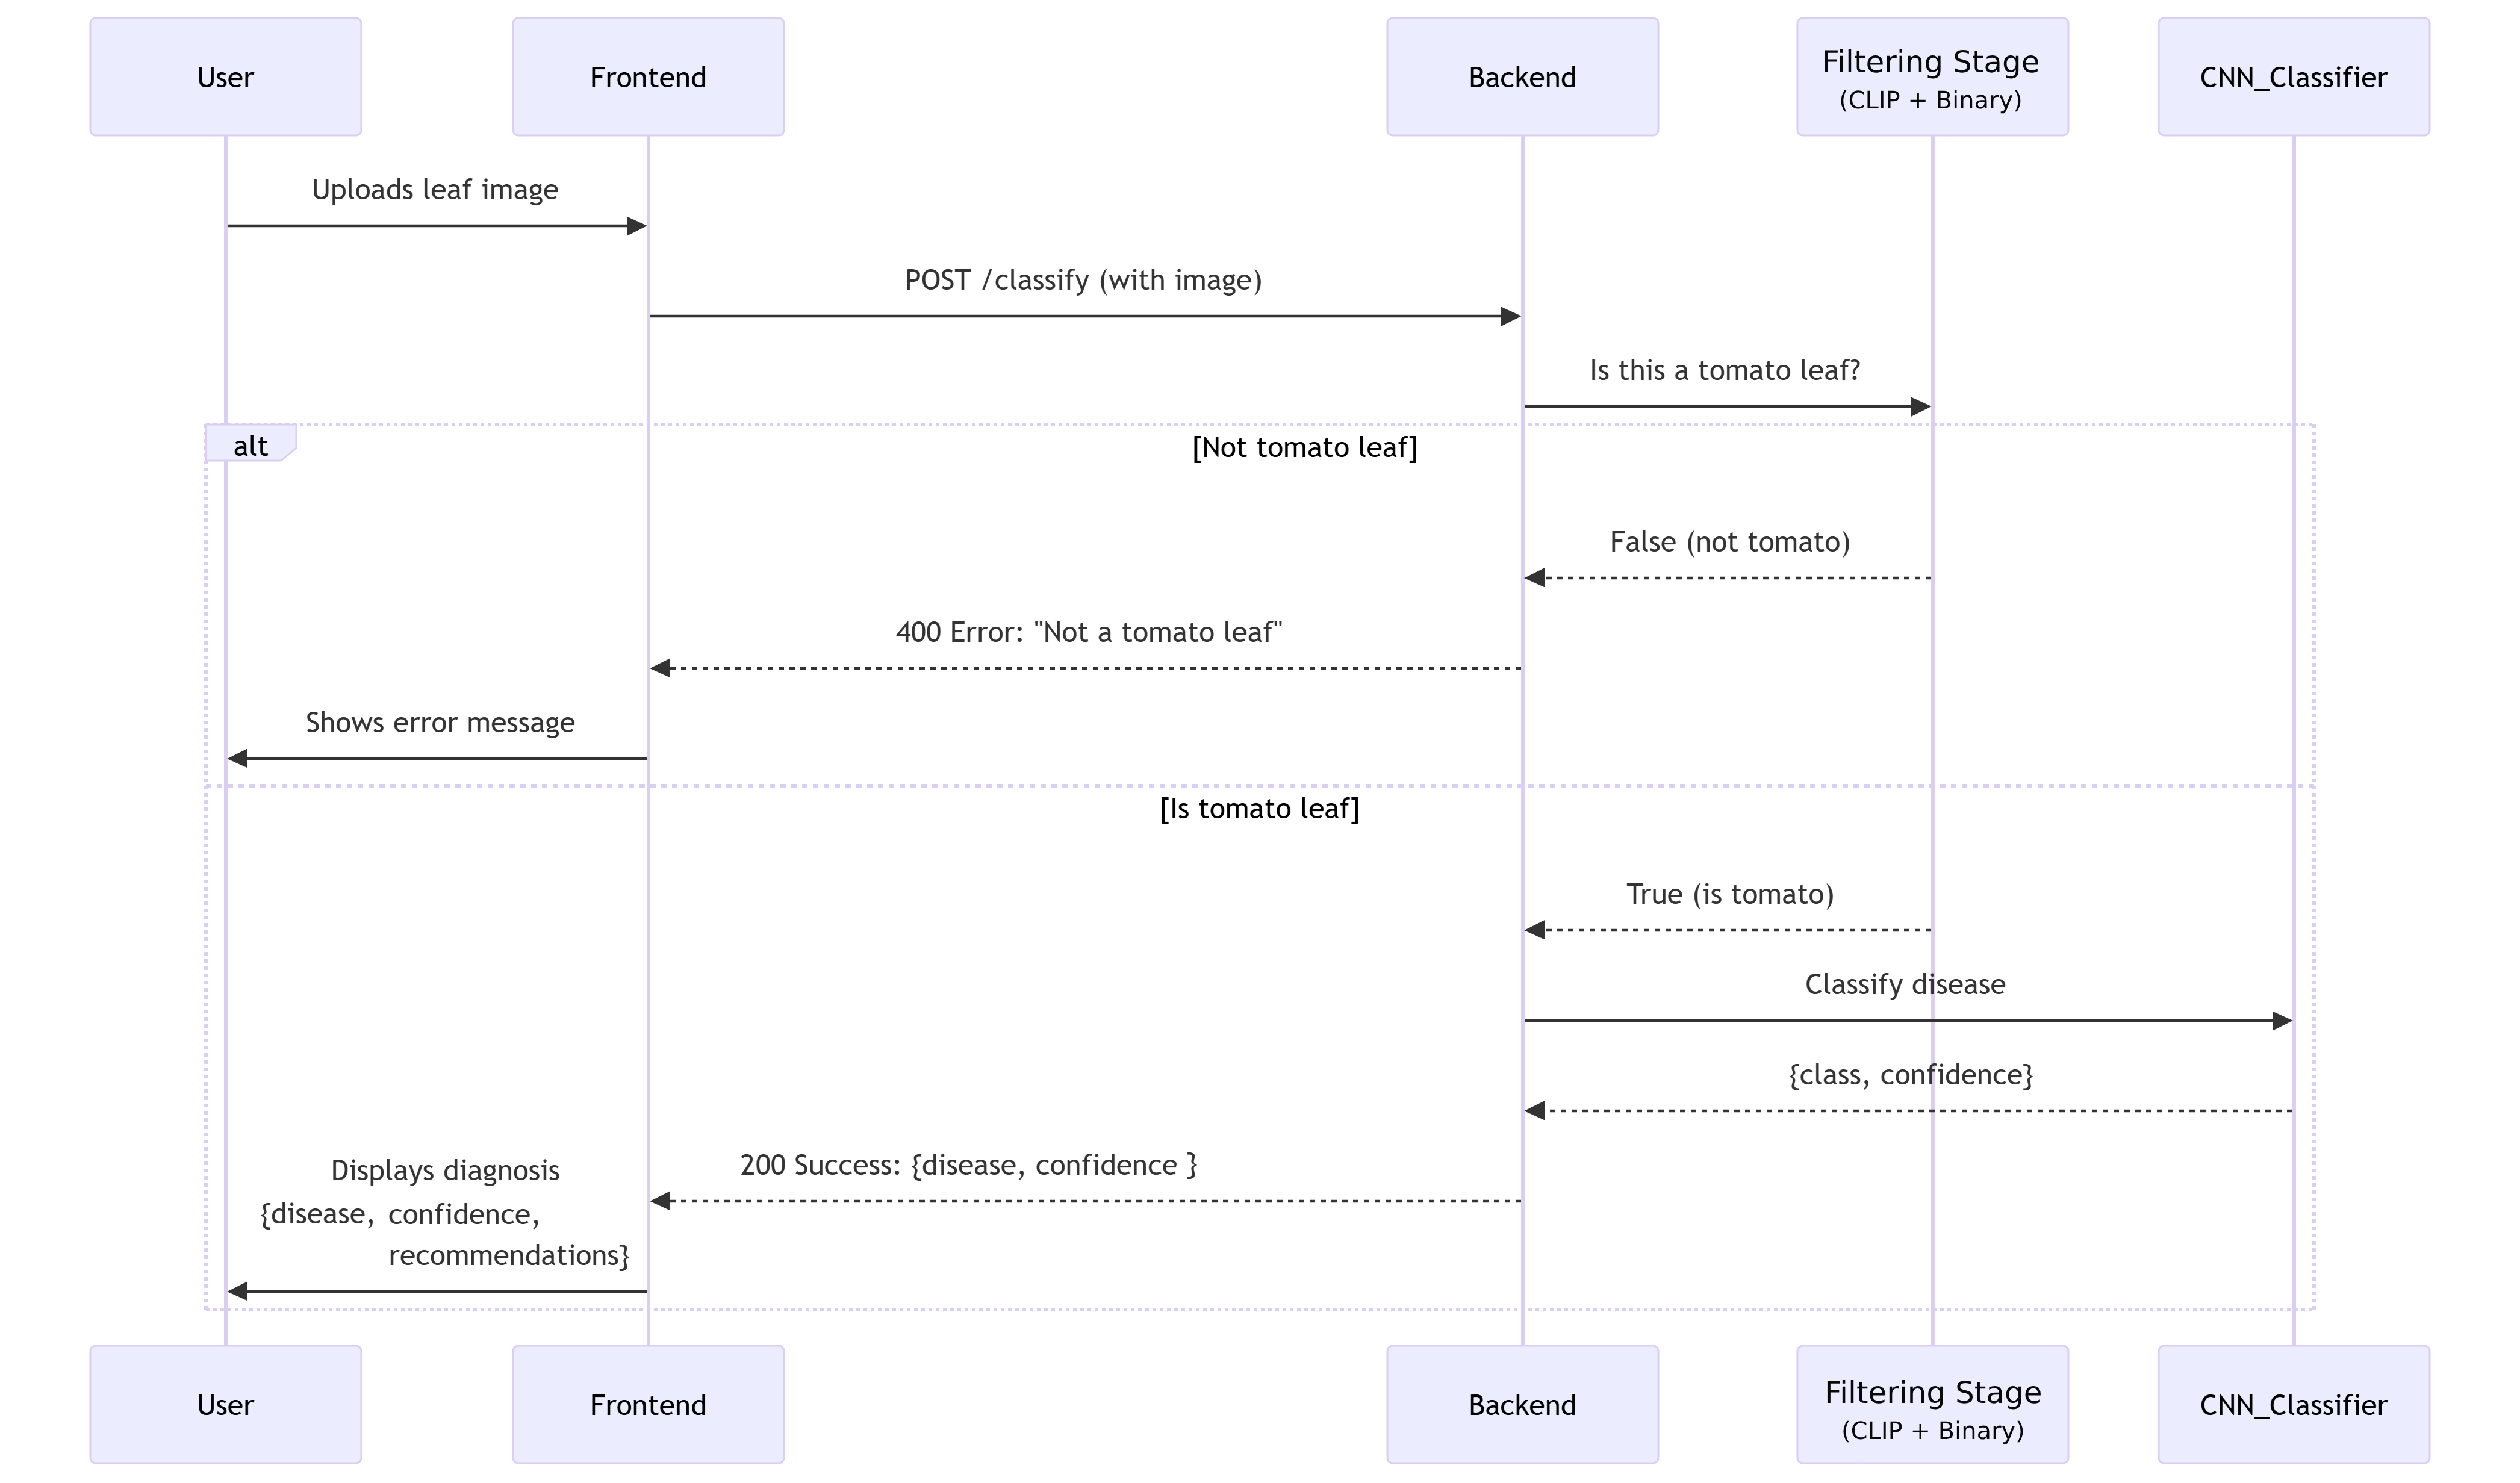 User
Frontend
Backend
Filtering Stage
(CLIP + Binary)
CNN_Classifier
Uploads leaf image
POST /classify (with image)
Is this a tomato leaf?
alt
[Not tomato leaf]
False (not tomato)
400 Error: "Not a tomato leaf"
Shows error message
[Is tomato leaf]
True (is tomato)
Classify disease
{class, confidence}
200 Success: {disease, confidence }
Displays diagnosis
{disease, confidence,
recommendations}
User
Frontend
Backend
Filtering Stage
(CLIP + Binary)
CNN_Classifier